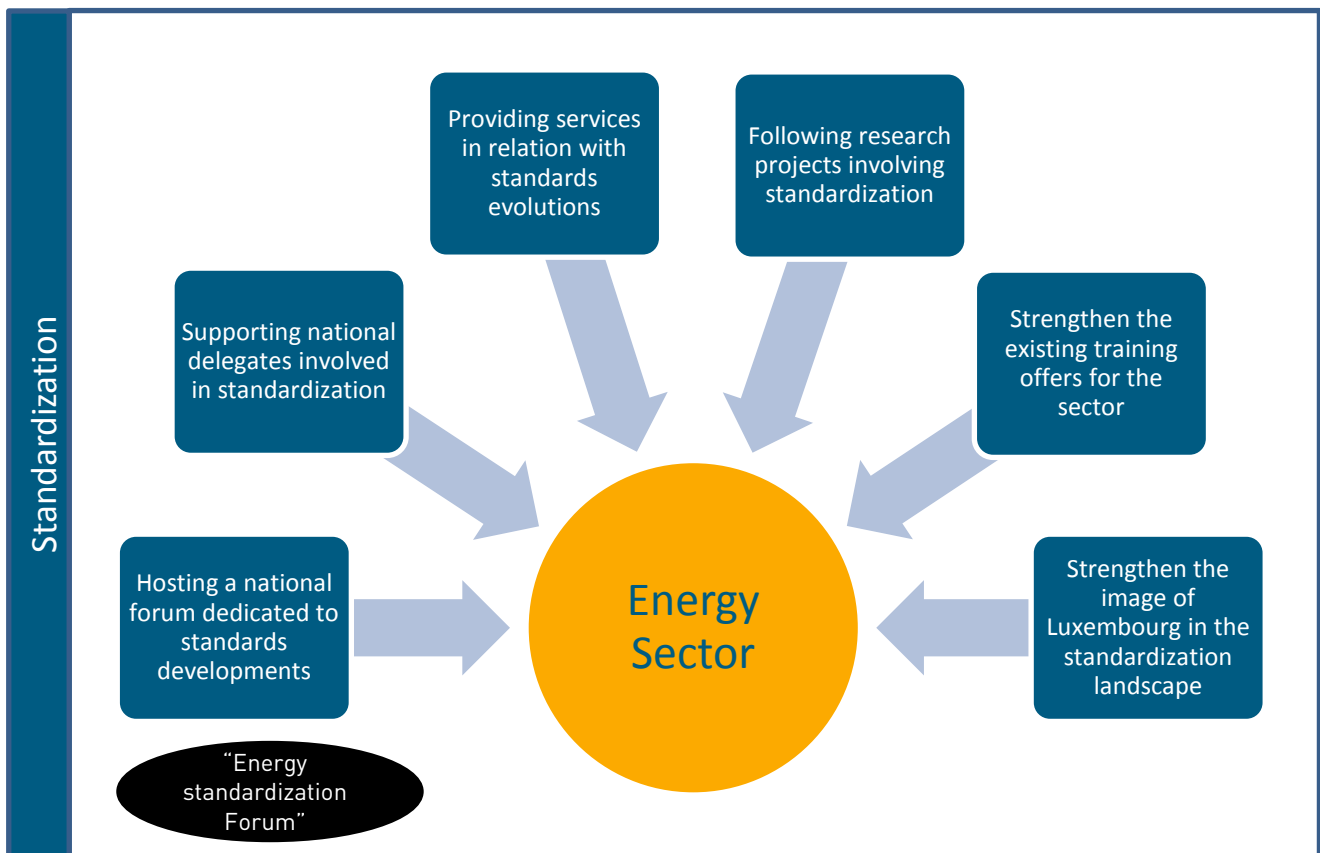 Standardization
Providing services
in relation with
standards
evolutions
Following research
projects involving
standardization
Supporting national
delegates involved
in standardization
Strengthen the
existing training
offers for the
sector
Hosting a national
forum dedicated to
standards
developments
Energy
Sector
Strengthen the
image of
Luxembourg in the
standardization
landscape
“Energy
standardization
Forum”